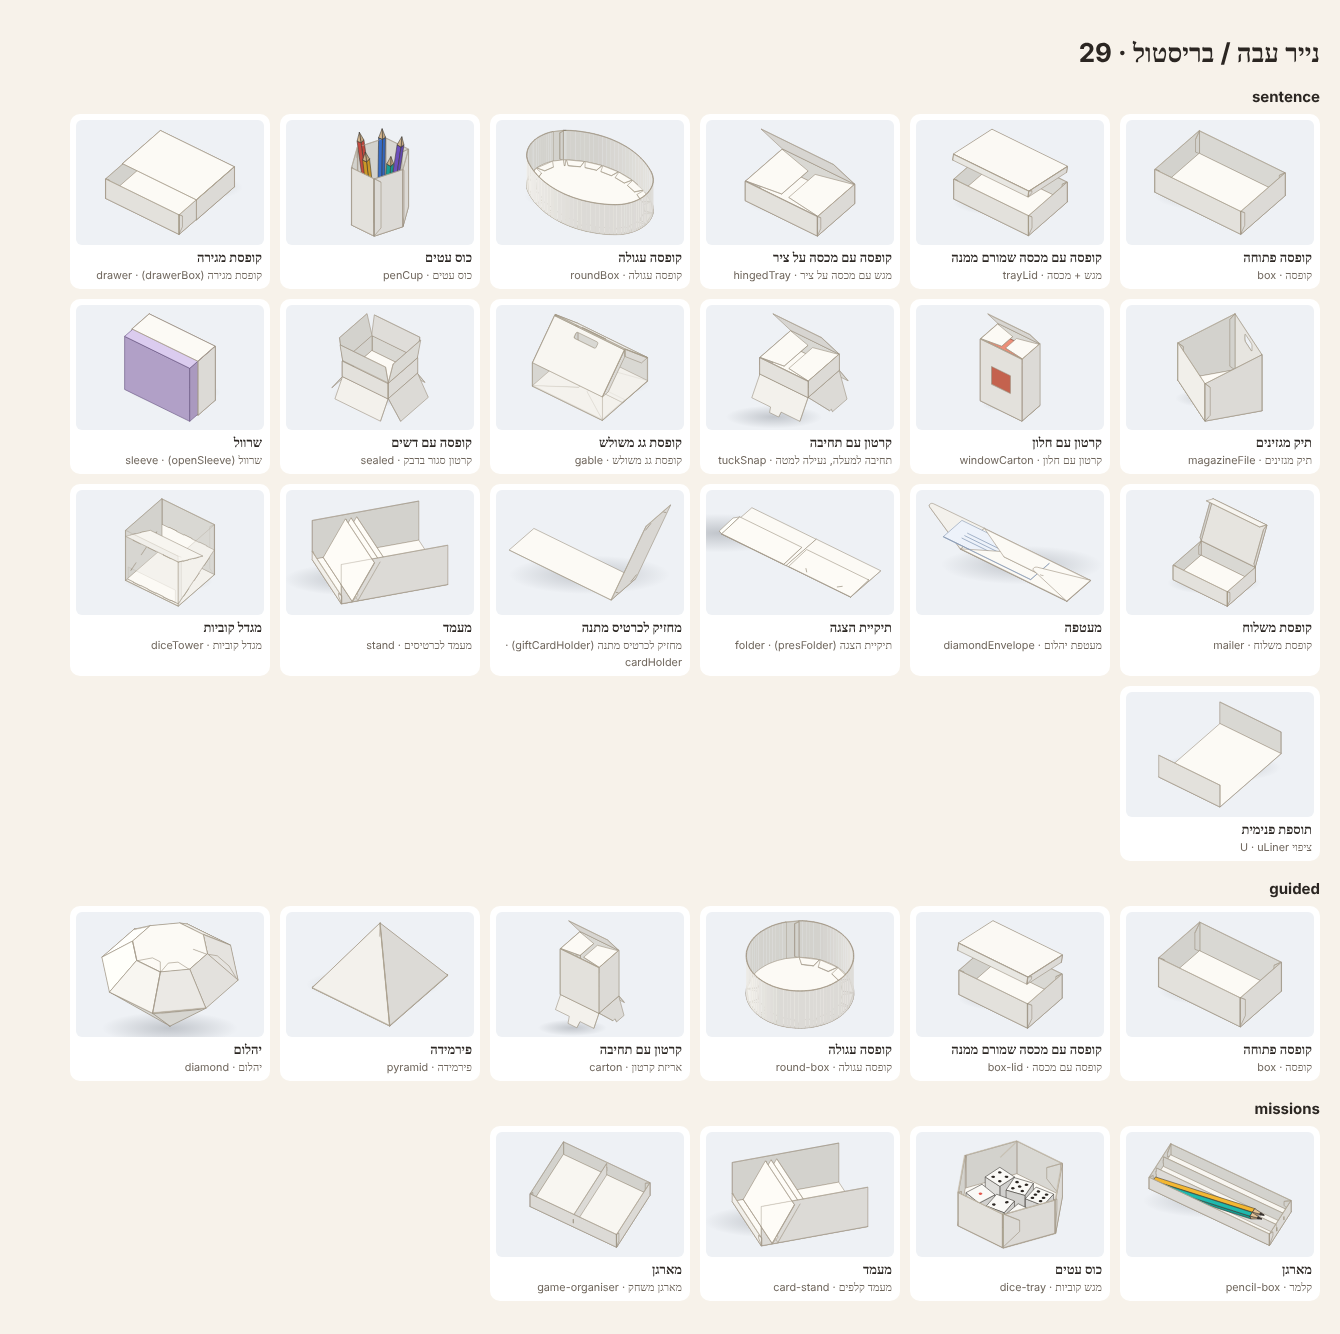 נייר עבה / בריסטול · 29
sentence
קופסה פתוחה
קופסה · box
קופסה עם מכסה שמורם ממנה
מגש + מכסה · trayLid
קופסה עם מכסה על ציר
מגש עם מכסה על ציר · hingedTray
קופסה עגולה
קופסה עגולה · roundBox
כוס עטים
כוס עטים · penCup
קופסת מגירה
קופסת מגירה (drawerBox) · drawer
תיק מגזינים
תיק מגזינים · magazineFile
קרטון עם חלון
קרטון עם חלון · windowCarton
קרטון עם תחיבה
תחיבה למעלה, נעילה למטה · tuckSnap
קופסת גג משולש
קופסת גג משולש · gable
קופסה עם דשים
קרטון סגור בדבק · sealed
שרוול
שרוול (openSleeve) · sleeve
קופסת משלוח
קופסת משלוח · mailer
מעטפה
מעטפת יהלום · diamondEnvelope
תיקיית הצגה
תיקיית הצגה (presFolder) · folder
מחזיק לכרטיס מתנה
מחזיק לכרטיס מתנה (giftCardHolder) ·
cardHolder
מעמד
מעמד לכרטיסים · stand
מגדל קוביות
מגדל קוביות · diceTower
תוספת פנימית
ציפוי U · uLiner
guided
קופסה פתוחה
קופסה · box
קופסה עם מכסה שמורם ממנה
קופסה עם מכסה · box-lid
קופסה עגולה
קופסה עגולה · round-box
קרטון עם תחיבה
אריזת קרטון · carton
פירמידה
פירמידה · pyramid
יהלום
יהלום · diamond
missions
מארגן
קלמר · pencil-box
כוס עטים
מגש קוביות · dice-tray
מעמד
מעמד קלפים · card-stand
מארגן
מארגן משחק · game-organiser